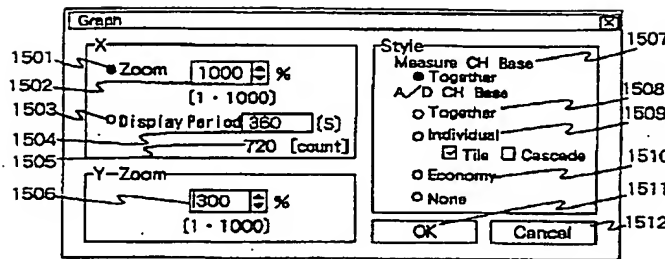 Graph
X
1501
Zoom 1000 %
1502
[1 - 1000)
1503
Display Period 360 (S)
1504
720 [count]
1505
Y-Zoom
1506
300 %
[1 - 1000)
Style
1507
Measure CH Base
Together
A/D CH Base
1508
Together
1509
Individual
Tile Cascade
1510
Economy
1511
None
OK Cancel
1512